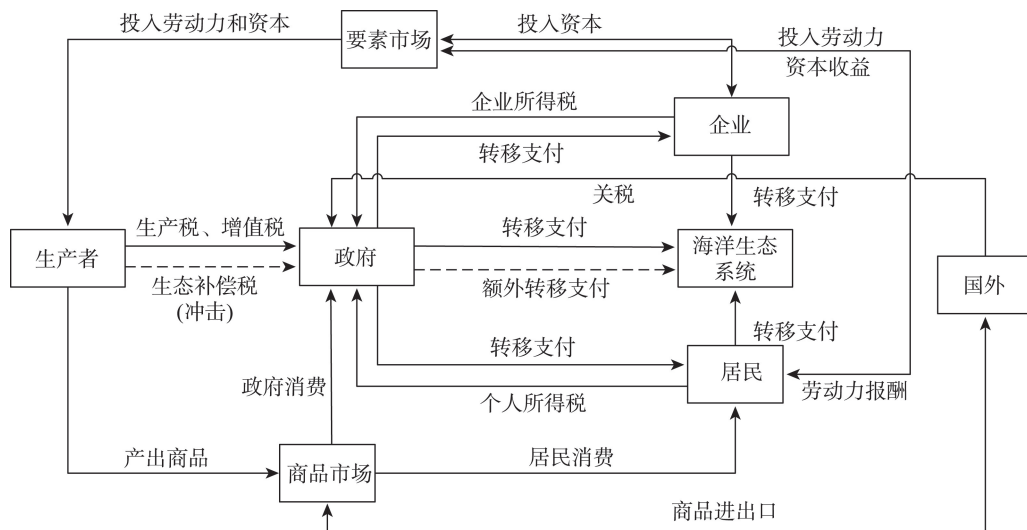 投入劳动力和资本
要素市场
投入资本
投入劳动力
资本收益
企业所得税
企业
转移支付
关税
转移支付
生产税、增值税
转移支付
生产者
政府
海洋生态
系统
国外
生态补偿税
(冲击)
额外转移支付
转移支付
转移支付
居民
政府消费
个人所得税
劳动力报酬
产出商品
商品市场
居民消费
商品进出口